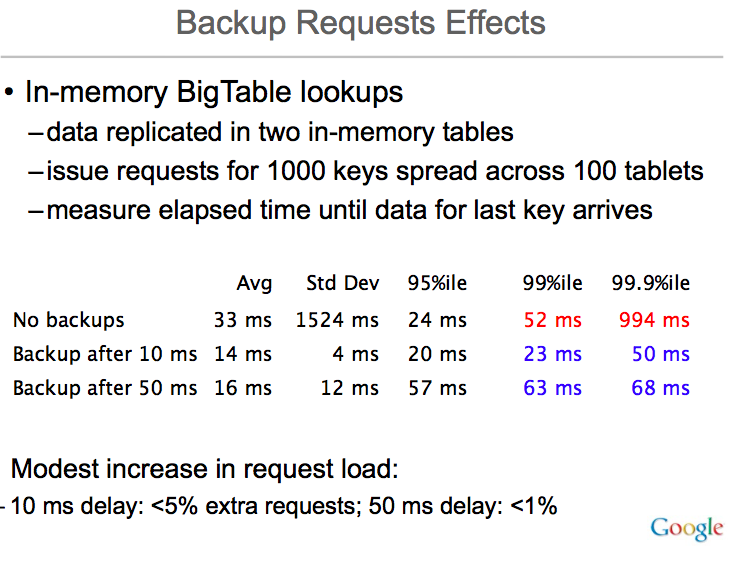 Backup Requests Effects
• In-memory BigTable lookups
–data replicated in two in-memory tables
–issue requests for 1000 keys spread across 100 tablets
–measure elapsed time until data for last key arrives
Avg Std Dev 95%ile 99%ile 99.9%ile
No backups 33 ms 1524 ms 24 ms 52 ms 994 ms
Backup after 10 ms 14 ms 4 ms 20 ms 23 ms 50 ms
Backup after 50 ms 16 ms 12 ms 57 ms 63 ms 68 ms
Modest increase in request load:
- 10 ms delay: <5% extra requests; 50 ms delay: <1%
Google